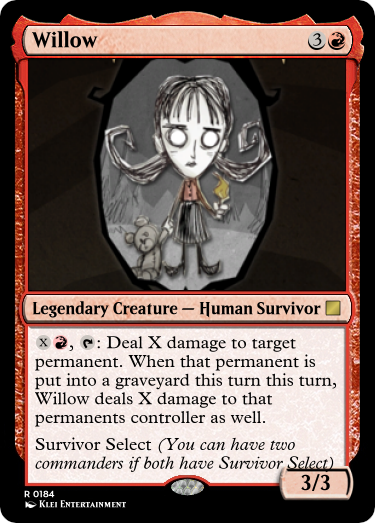 Willow 3
Legendary Creature — Human Survivor
X , : Deal X damage to target
permanent. When that permanent is
put into a graveyard this turn this turn,
Willow deals X damage to that
permanents controller as well.
Survivor Select (You can have two
commanders if both have Survivor Select)
3/3
R 0184
Klei Entertainment